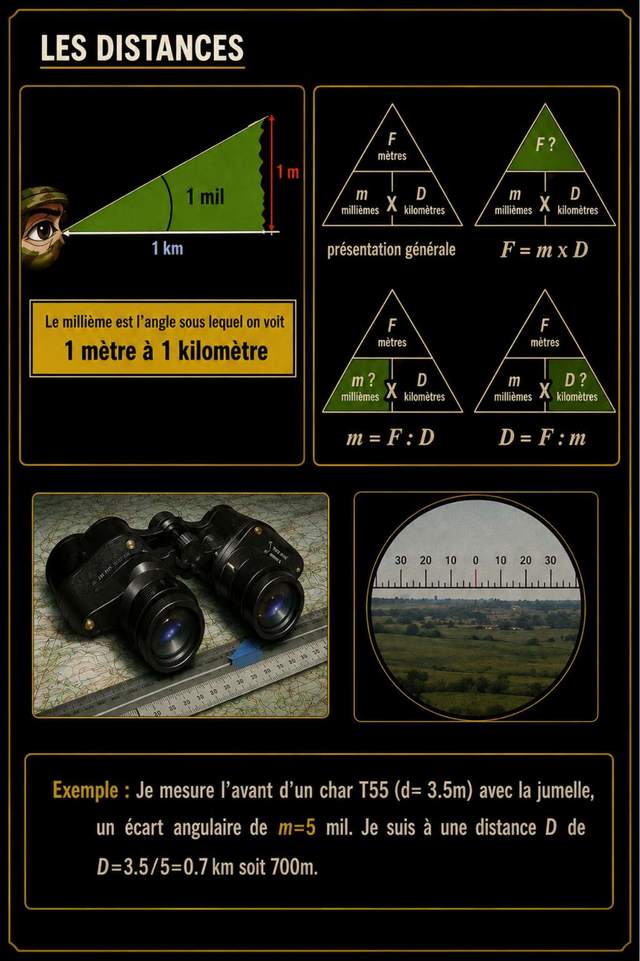 LES DISTANCES
1 mil
1 m
1 km
Le millième est l'angle sous lequel on voit
1 mètre à 1 kilomètre
F
mètres
m
millièmes
X
D
kilomètres
présentation générale
F ?
m
millièmes
X
D
kilomètres
F = m x D
F
mètres
m ?
millièmes
X
D
kilomètres
m = F : D
F
mètres
m
millièmes
X
D ?
kilomètres
D = F : m
30 20 10 0 10 20 30
Exemple : Je mesure l'avant d'un char T55 (d= 3.5m) avec la jumelle,
un écart angulaire de m=5 mil. Je suis à une distance D de
D=3.5/5=0.7 km soit 700m.